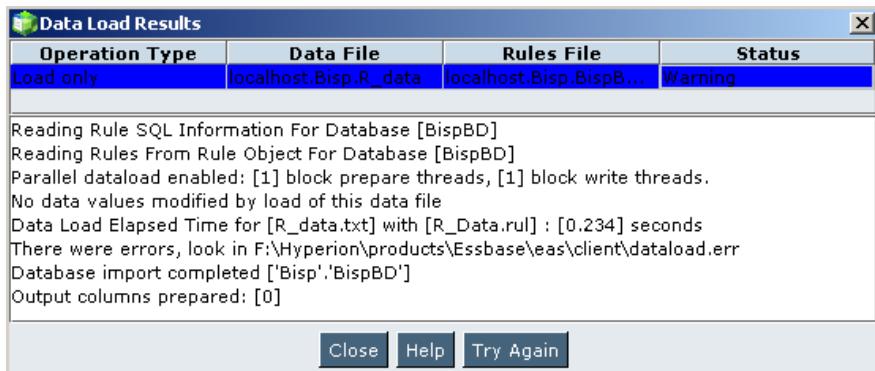 Data Load Results
Operation Type Data File Rules File Status
Load only localhost.Bisp.R_data localhost.Bisp.BispB... Warning
Reading Rule SQL Information For Database [BispBD]
Reading Rules From Rule Object For Database [BispBD]
Parallel dataload enabled: [1] block prepare threads, [1] block write threads.
No data values modified by load of this data file
Data Load Elapsed Time for [R_data.txt] with [R_Data.rul] : [0.234] seconds
There were errors, look in F:\Hyperion\products\Essbase\eas\client\dataload.err
Database import completed ['Bisp'.'BispBD']
Output columns prepared: [0]
Close Help Try Again